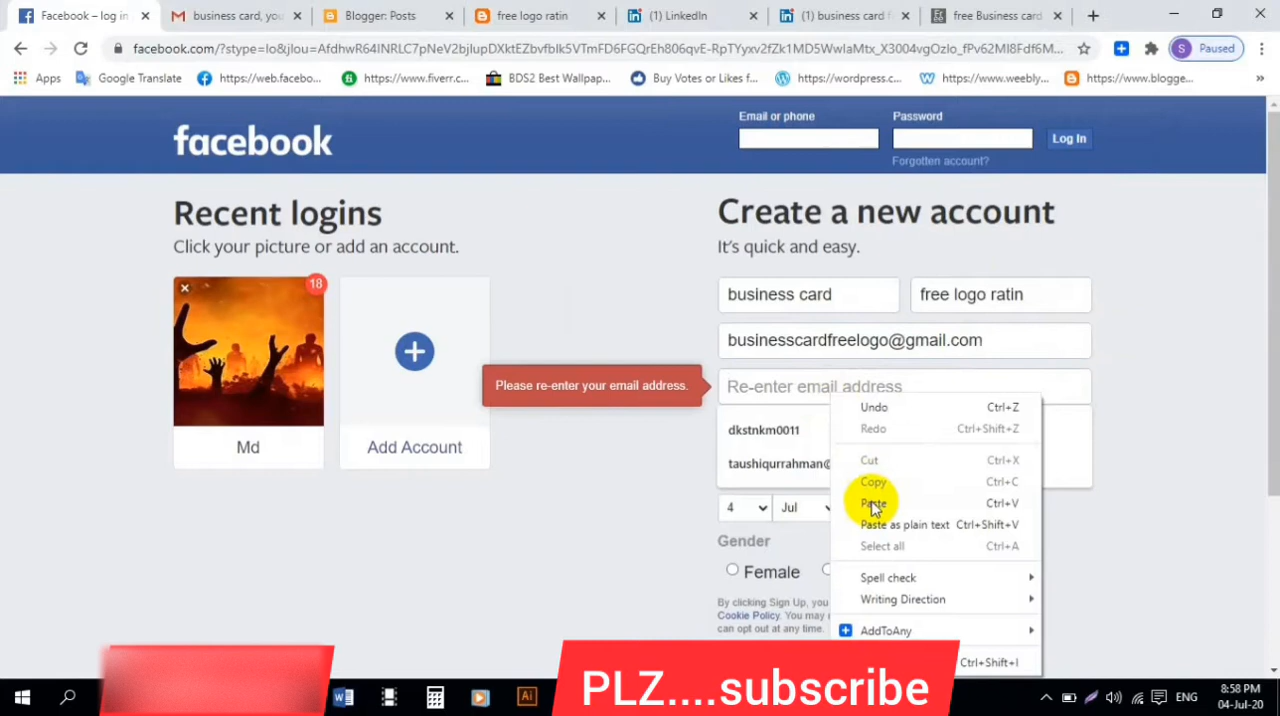 Facebook – log in
business card, you
Blogger: Posts
free logo ratin
(1) LinkedIn
(1) business card f
free Business card
facebook.com/?stype=lo&jlou=AfdhwR64INRLC7pNeV2bjlupDXktEZbvfbIk5VTmFD6FGQrEh806qvE-RpTYyxv2fZk1MD5WwIaMtx_X3004vgOzIo_fPv62MI8Fdf6M...
S Paused
Apps
Google Translate
https://web.facebo...
https://www.fiverr.c...
BDS2 Best Wallpap...
Buy Votes or Likes f...
https://wordpress.c...
https://www.weebly...
https://www.blogge...
»
facebook
Email or phone
Password
Log In
Forgotten account?
Recent logins
Click your picture or add an account.
18
Md
Add Account
Create a new account
It's quick and easy.
business card
free logo ratin
businesscardfreelogo@gmail.com
Please re-enter your email address.
Re-enter email address
dkstnkm0011
taushiqurrahman@
4
Jul
Gender
Female
By clicking Sign Up, you
Cookie Policy. You may
can opt out at any time.
Undo Ctrl+Z
Redo Ctrl+Shift+Z
Cut Ctrl+X
Copy Ctrl+C
Paste Ctrl+V
Paste as plain text Ctrl+Shift+V
Select all Ctrl+A
Spell check
Writing Direction
AddToAny
Ctrl+Shift+I
PLZ....subscribe
W
Ai
ENG
8:58 PM
04-Jul-20